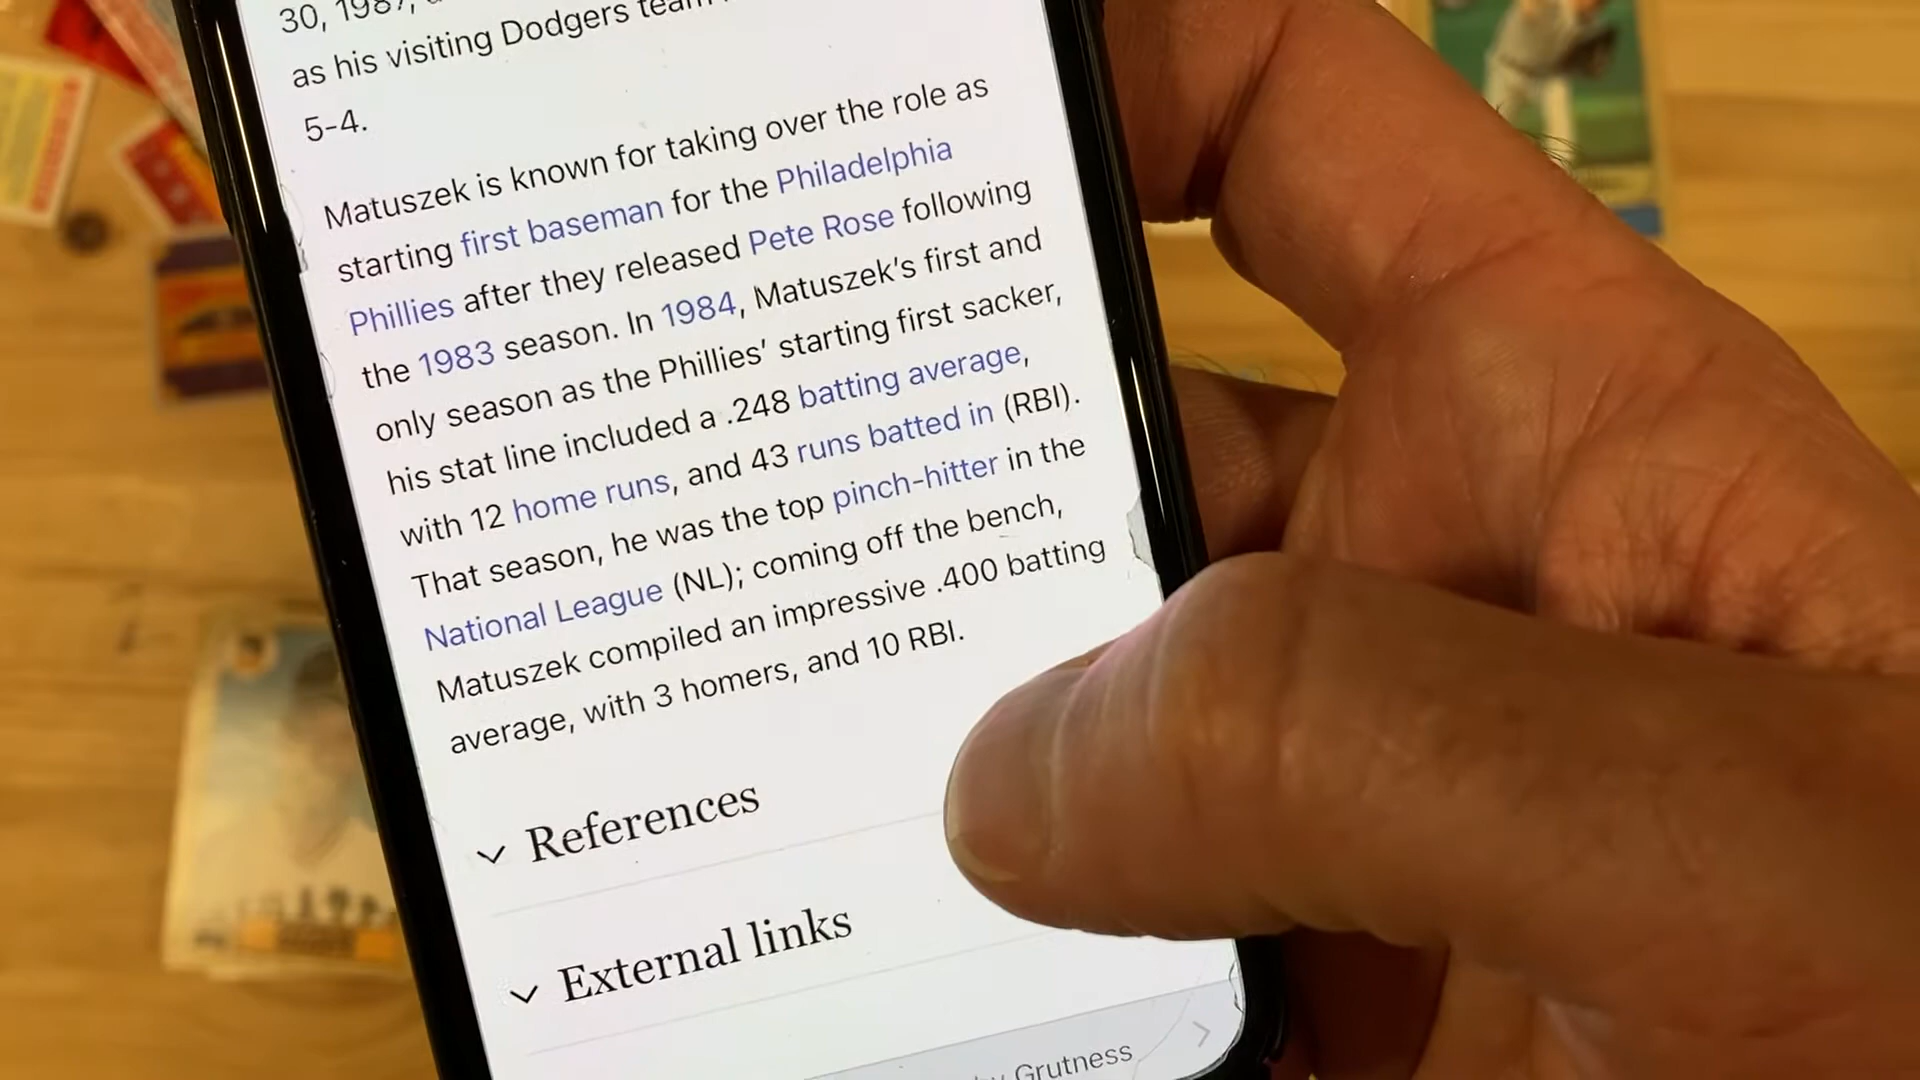 30, 1987,
as his visiting Dodgers team
5-4.
Matuszek is known for taking over the role as
starting first baseman for the Philadelphia
Phillies after they released Pete Rose following
the 1983 season. In 1984, Matuszek's first and
only season as the Phillies' starting first sacker,
his stat line included a .248 batting average,
with 12 home runs, and 43 runs batted in (RBI).
That season, he was the top pinch-hitter in the
National League (NL); coming off the bench,
Matuszek compiled an impressive .400 batting
average, with 3 homers, and 10 RBI.
References
External links
Grutness